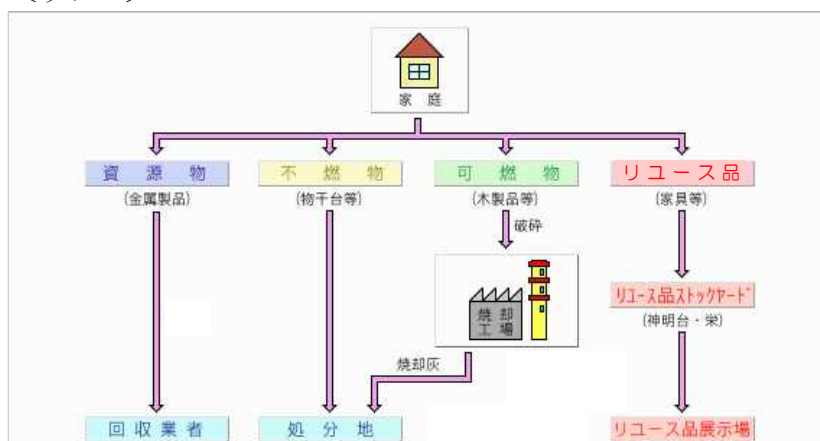 家 庭
資 源 物
不 燃 物
可 燃 物
リユース品
(金属製品)
(物干台等)
(木製品等)
(家具等)
破砕
焼 却
工 場
リユース品ストックヤード
(神明台・栄)
焼却灰
回 収 業 者
処 分 地
リユース品展示場